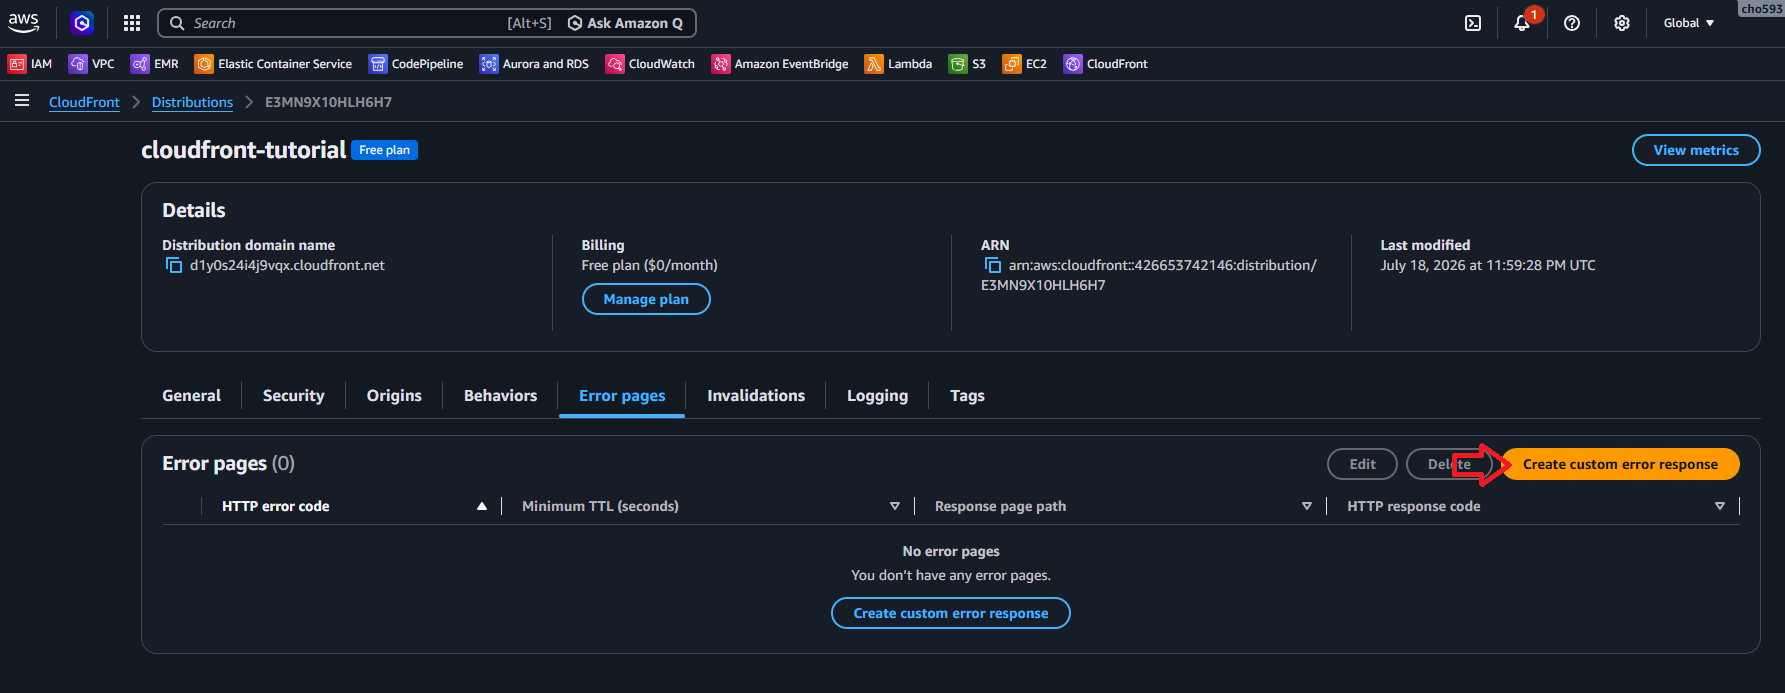 aws
Search [Alt+S] Ask Amazon Q
1
Global
cho593
IAM VPC EMR Elastic Container Service CodePipeline Aurora and RDS CloudWatch Amazon EventBridge Lambda S3 EC2 CloudFront
CloudFront Distributions E3MN9X10HLH6H7
cloudfront-tutorial Free plan View metrics
Details
Distribution domain name
d1y0s24i4j9vqx.cloudfront.net
Billing
Free plan ($0/month)
Manage plan
ARN
arn:aws:cloudfront::426653742146:distribution/
E3MN9X10HLH6H7
Last modified
July 18, 2026 at 11:59:28 PM UTC
General Security Origins Behaviors Error pages Invalidations Logging Tags
Error pages (0) Edit Delete Create custom error response
HTTP error code Minimum TTL (seconds) Response page path HTTP response code
No error pages
You don't have any error pages.
Create custom error response